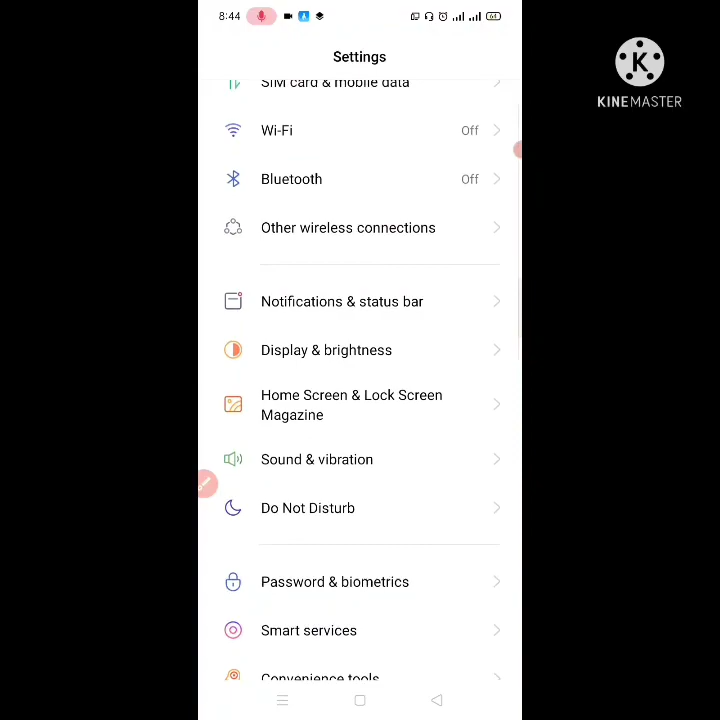 8:44
64
Settings
SIM card & mobile data
Wi-Fi Off
Bluetooth Off
Other wireless connections
Notifications & status bar
Display & brightness
Home Screen & Lock Screen
Magazine
Sound & vibration
Do Not Disturb
Password & biometrics
Smart services
Convenience tools
K
KINEMASTER